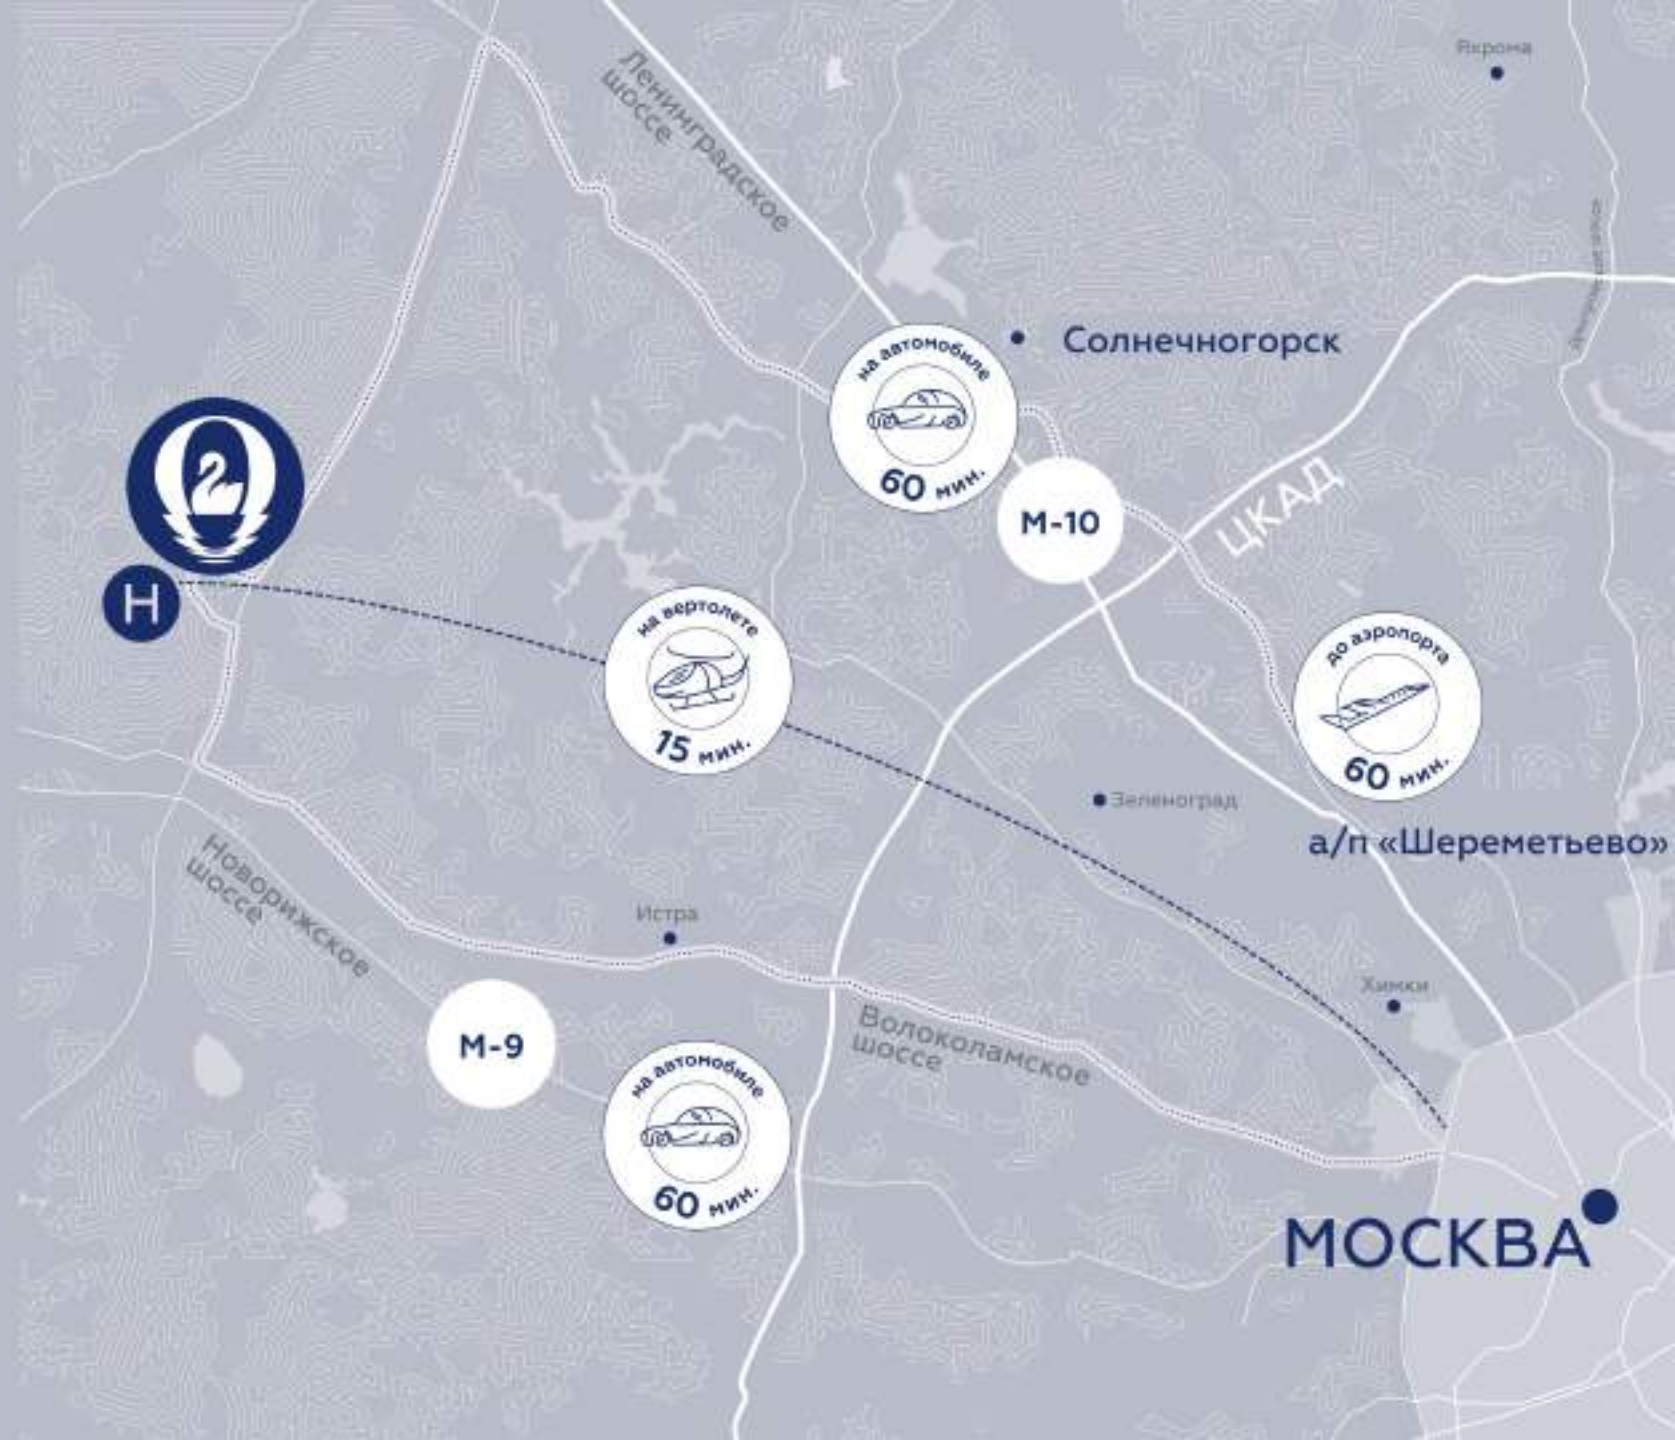 Яхрома
Ленинградское
шоссе
Солнечногорск
на автомобиле
60 мин.
М-10
ЦКАД
Н
на вертолете
15 мин.
до аэропорта
60 мин.
Зеленоград
а/п «Шереметьево»
Новорижское
шоссе
Истра
Химки
М-9
Волоколамское
шоссе
на автомобиле
60 мин.
МОСКВА